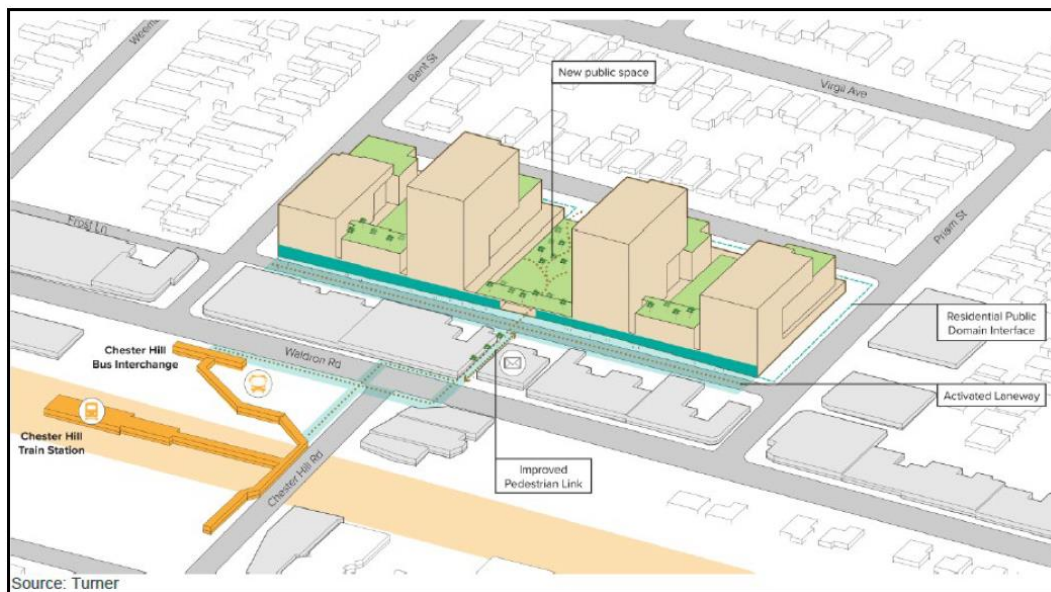 Bent St
New public space
Virgil Ave
Frost Ln
Priam St
Residential Public
Domain Interface
Waldron Rd
Chester Hill
Bus Interchange
Activated Laneway
Chester Hill
Train Station
Chester Hill Rd
Improved
Pedestrian Link
Source: Turner